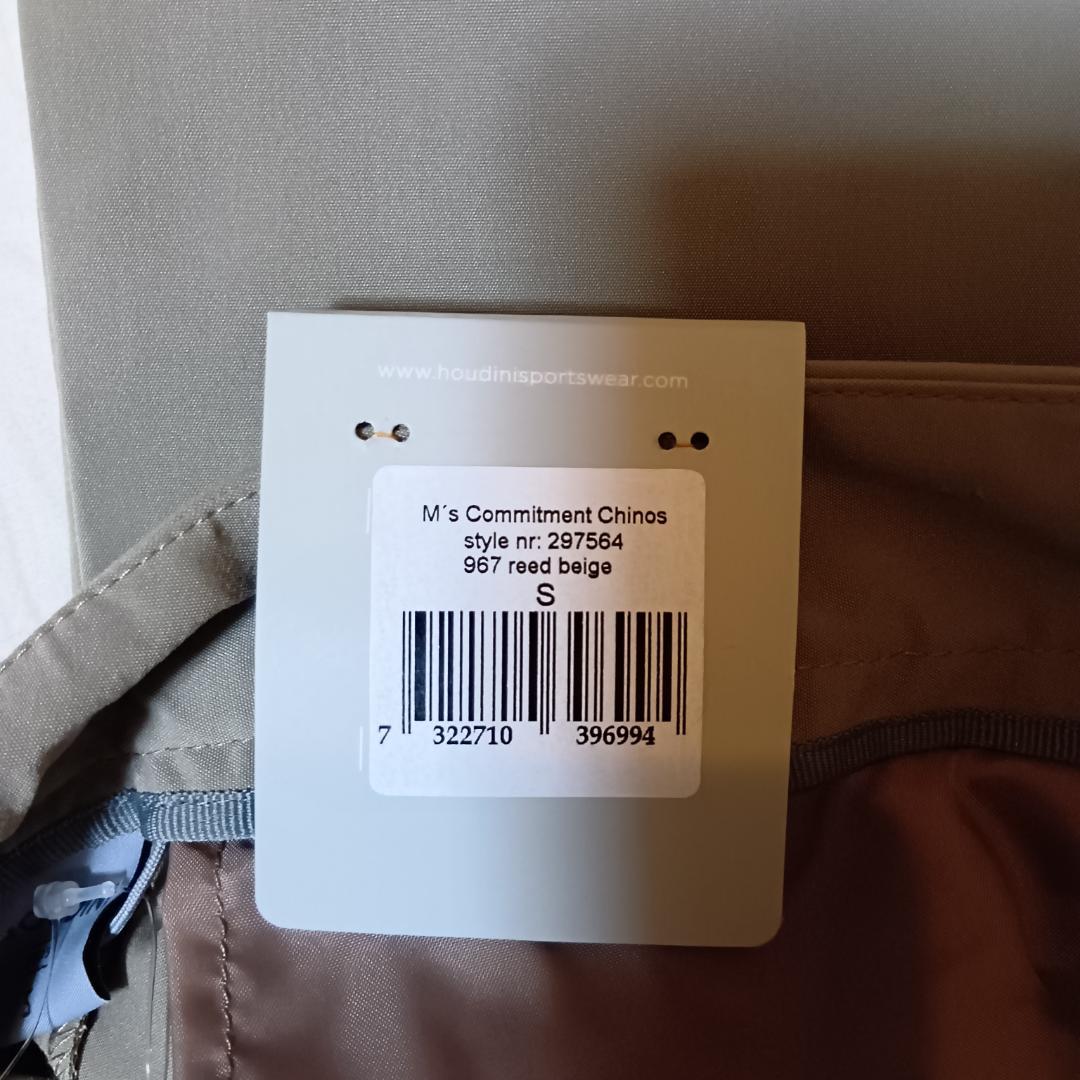 www.houdinisportswear.com
M´s Commitment Chinos
style nr: 297564
967 reed beige
S
7 322710 396994